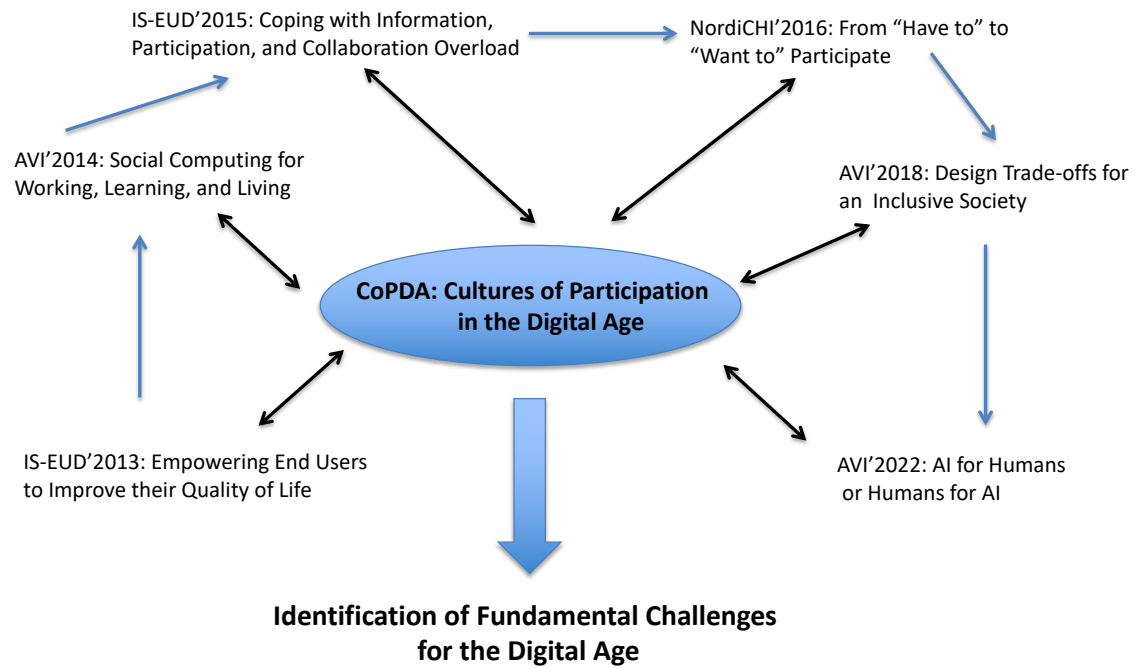 IS-EUD’2015: Coping with Information,
Participation, and Collaboration Overload
NordiCHI’2016: From “Have to” to
“Want to” Participate
AVI’2014: Social Computing for
Working, Learning, and Living
AVI’2018: Design Trade-offs for
an Inclusive Society
CoPDA: Cultures of Participation
in the Digital Age
IS-EUD’2013: Empowering End Users
to Improve their Quality of Life
AVI’2022: AI for Humans
or Humans for AI
Identification of Fundamental Challenges
for the Digital Age